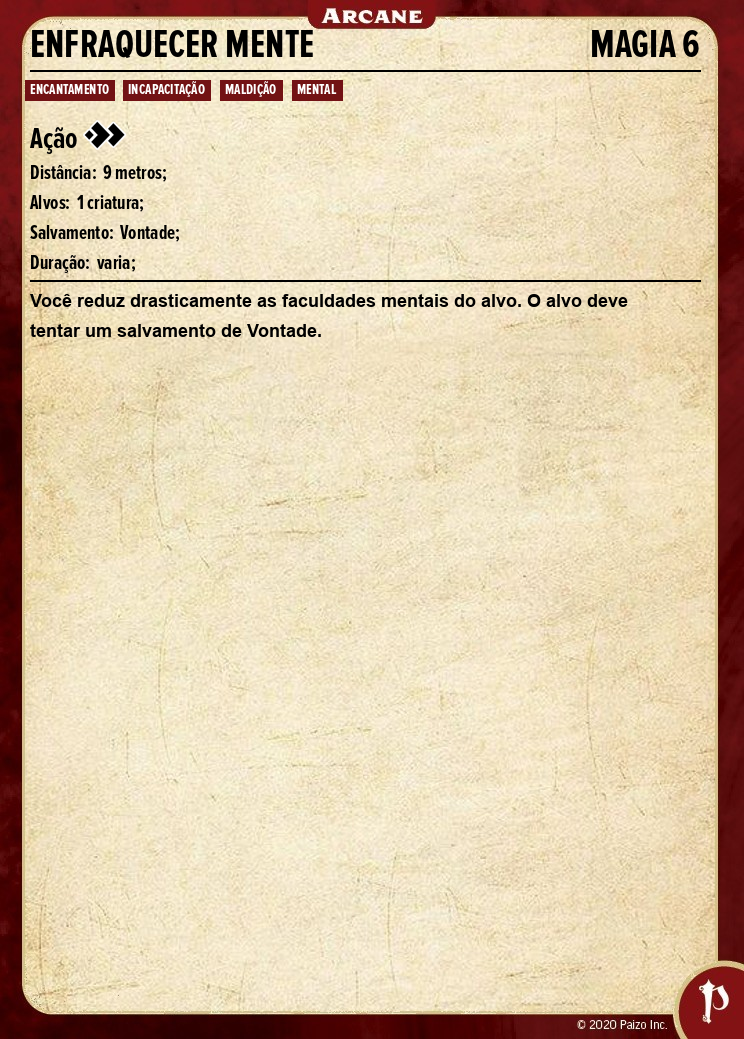 ARCANE
ENFRAQUECER MENTE MAGIA 6
ENCANTAMENTO INCAPACITAÇÃO MALDIÇÃO MENTAL
Ação
Distância: 9 metros;
Alvos: 1 criatura;
Salvamento: Vontade;
Duração: varia;
Você reduz drasticamente as faculdades mentais do alvo. O alvo deve
tentar um salvamento de Vontade.
© 2020 Paizo Inc.